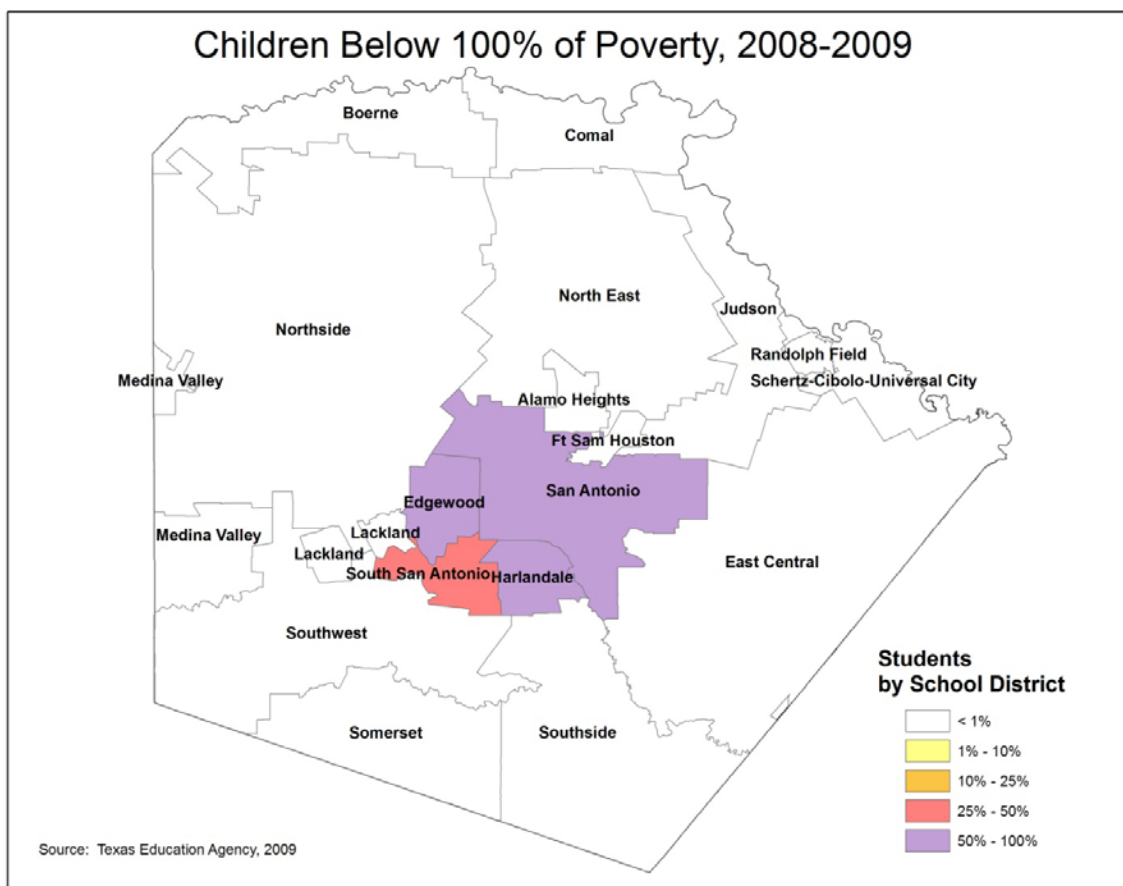 Children Below 100% of Poverty, 2008-2009
Boerne
Comal
North East
Judson
Northside
Randolph Field
Medina Valley
Schertz-Cibolo-Universal City
Alamo Heights
Ft Sam Houston
San Antonio
Edgewood
Medina Valley
Lackland
Lackland
East Central
South San Antonio
Harlandale
Southwest
Somerset
Southside
Students
by School District
< 1%
1% - 10%
10% - 25%
25% - 50%
50% - 100%
Source: Texas Education Agency, 2009